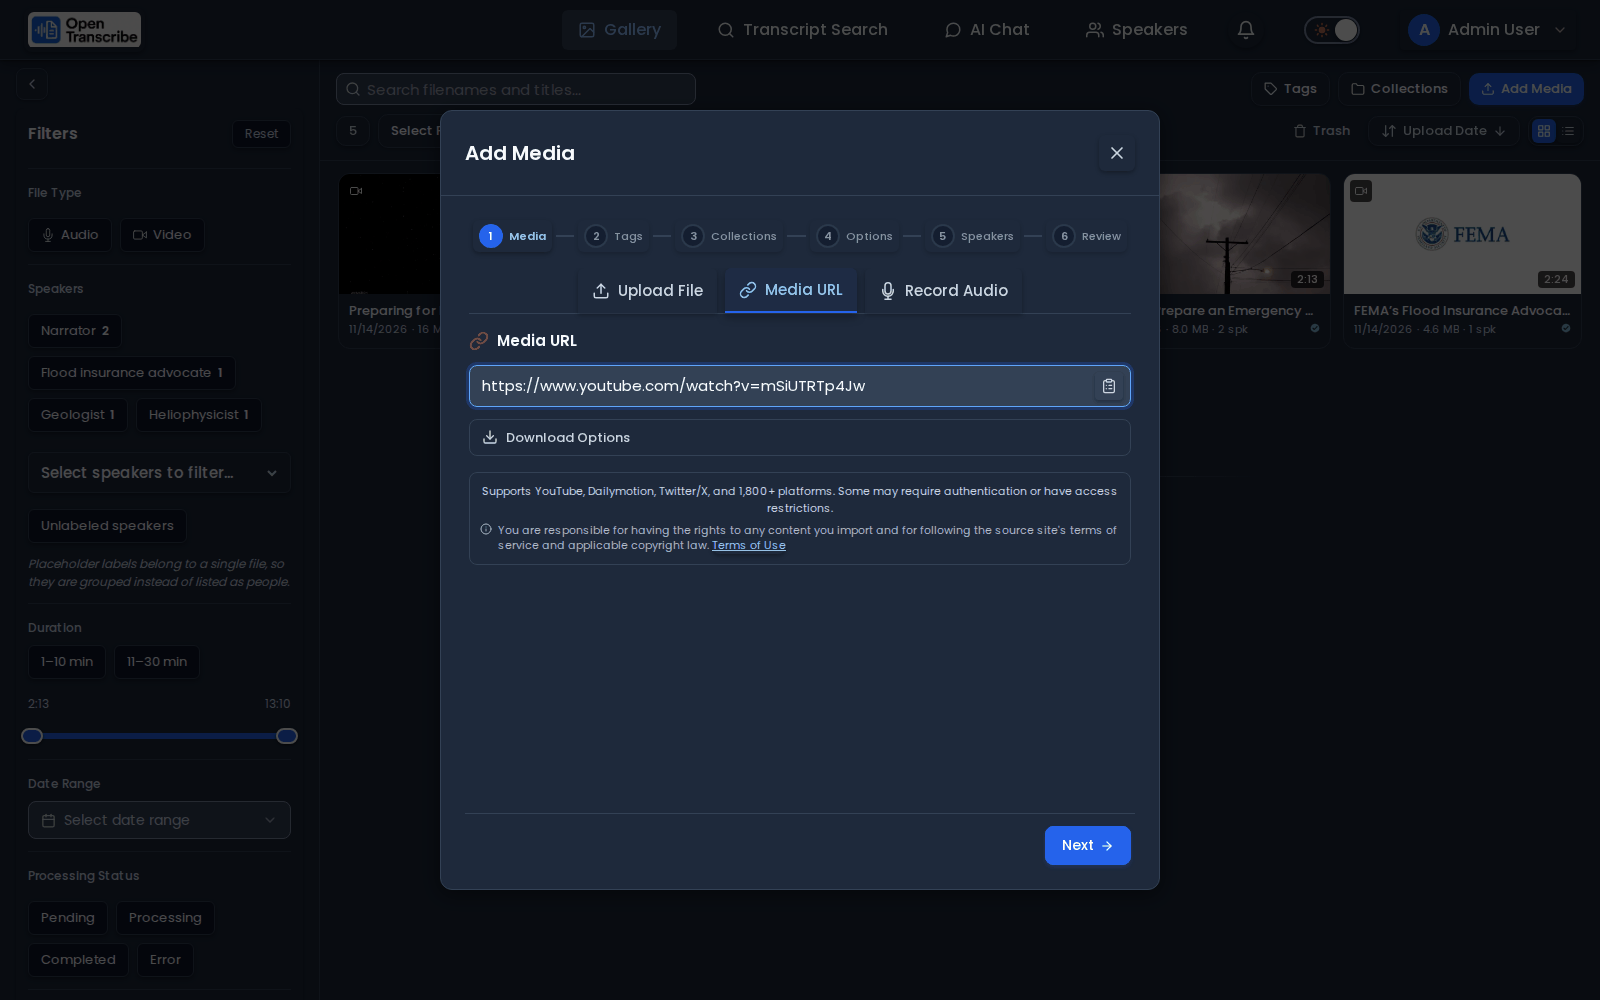 Open
Transcribe
Gallery
Transcript Search
AI Chat
Speakers
A
Admin User
Search filenames and titles...
Tags
Collections
Add Media
Filters
Reset
5
Select F
Trash
Upload Date
File Type
Audio
Video
Speakers
Narrator 2
Flood insurance advocate 1
Geologist 1
Heliophysicist 1
Select speakers to filter...
Unlabeled speakers
Placeholder labels belong to a single file, so
they are grouped instead of listed as people.
Duration
1–10 min
11–30 min
2:13
13:10
Date Range
Select date range
Processing Status
Pending
Processing
Completed
Error
Preparing for
11/14/2026 · 16 M
2:13
repare an Emergency ...
· 8.0 MB · 2 spk
FEMA
2:24
FEMA's Flood Insurance Advoca...
11/14/2026 · 4.6 MB · 1 spk
Add Media
1 Media
2 Tags
3 Collections
4 Options
5 Speakers
6 Review
Upload File
Media URL
Record Audio
Media URL
https://www.youtube.com/watch?v=mSiUTRTp4Jw
Download Options
Supports YouTube, Dailymotion, Twitter/X, and 1,800+ platforms. Some may require authentication or have access
restrictions.
You are responsible for having the rights to any content you import and for following the source site's terms of
service and applicable copyright law. Terms of Use
Next